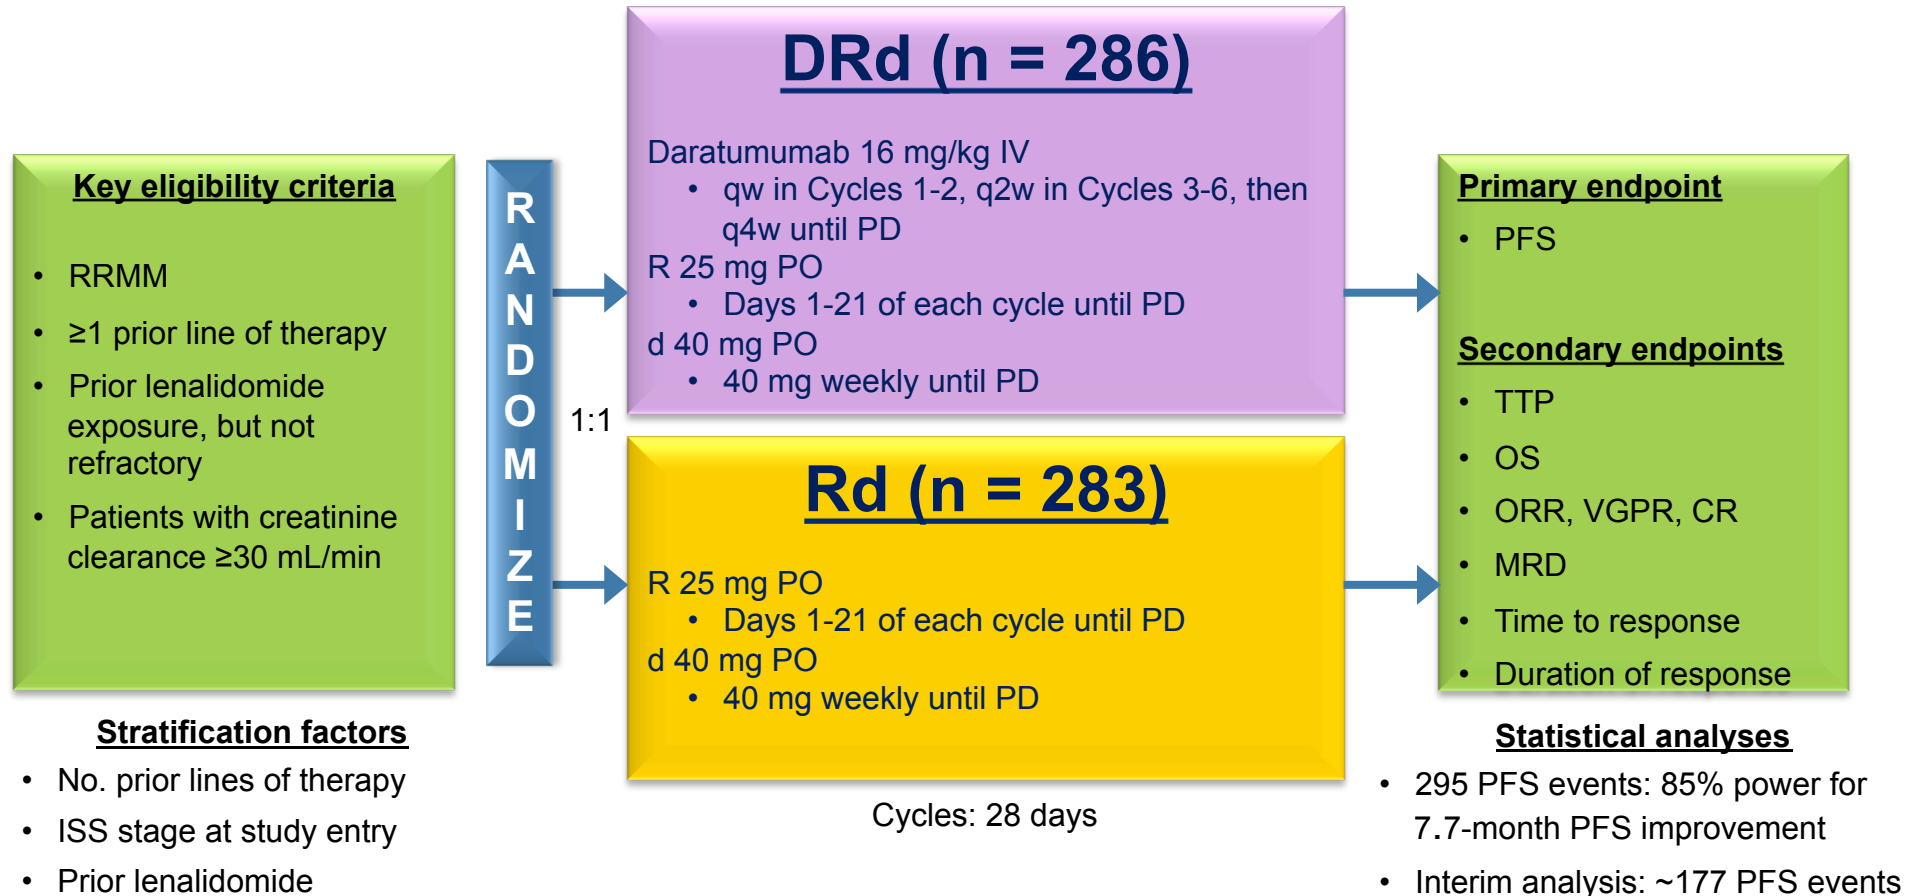 Key eligibility criteria
• RRMM
• ≥1 prior line of therapy
• Prior lenalidomide
exposure, but not
refractory
• Patients with creatinine
clearance ≥30 mL/min
Stratification factors
• No. prior lines of therapy
• ISS stage at study entry
• Prior lenalidomide
RANDOMIZE
1:1
DRd (n = 286)
Daratumumab 16 mg/kg IV
• qw in Cycles 1-2, q2w in Cycles 3-6, then
q4w until PD
R 25 mg PO
• Days 1-21 of each cycle until PD
d 40 mg PO
• 40 mg weekly until PD
Rd (n = 283)
R 25 mg PO
• Days 1-21 of each cycle until PD
d 40 mg PO
• 40 mg weekly until PD
Cycles: 28 days
Primary endpoint
• PFS
Secondary endpoints
• TTP
• OS
• ORR, VGPR, CR
• MRD
• Time to response
• Duration of response
Statistical analyses
• 295 PFS events: 85% power for
7.7-month PFS improvement
• Interim analysis: ~177 PFS events